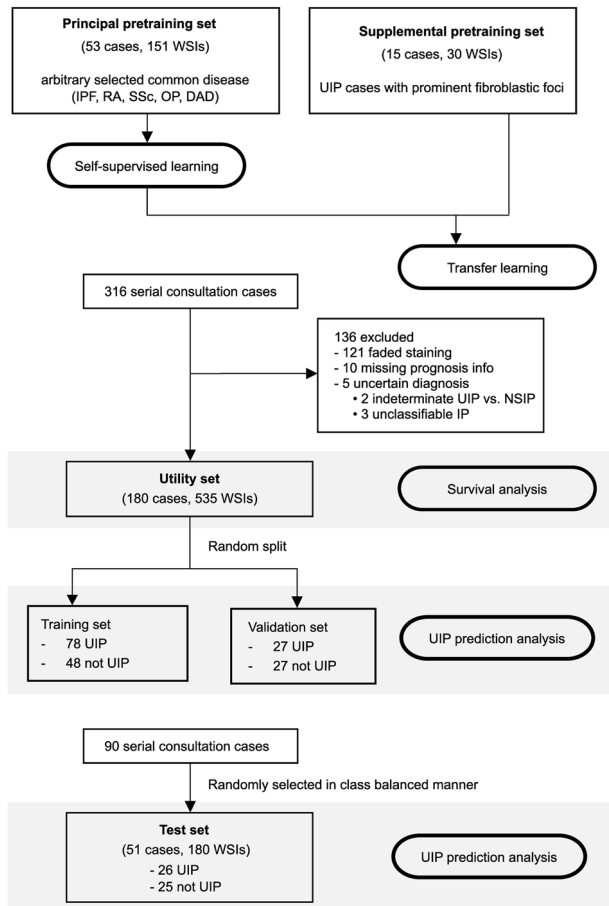 Principal pretraining set
(53 cases, 151 WSIs)
arbitrary selected common disease
(IPF, RA, SSc, OP, DAD)
Supplemental pretraining set
(15 cases, 30 WSIs)
UIP cases with prominent fibroblastic foci
Self-supervised learning
Transfer learning
316 serial consultation cases
136 excluded
- 121 faded staining
- 10 missing prognosis info
- 5 uncertain diagnosis
• 2 indeterminate UIP vs. NSIP
• 3 unclassifiable IP
Utility set
(180 cases, 535 WSIs)
Survival analysis
Random split
Training set
- 78 UIP
- 48 not UIP
Validation set
- 27 UIP
- 27 not UIP
UIP prediction analysis
90 serial consultation cases
Randomly selected in class balanced manner
Test set
(51 cases, 180 WSIs)
- 26 UIP
- 25 not UIP
UIP prediction analysis